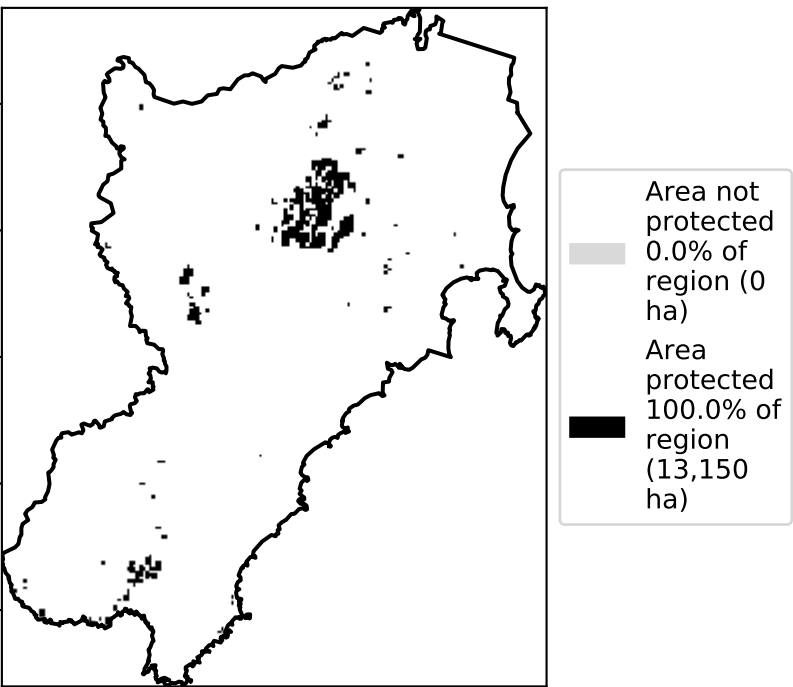 Area not
protected
0.0% of
region (0
ha)
Area
protected
100.0% of
region
(13,150
ha)